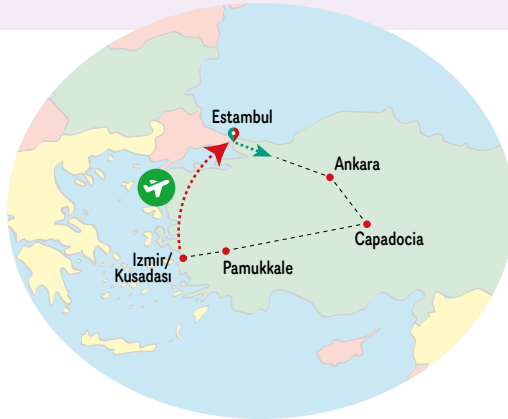 Estambul
Ankara
Capadocia
Izmir/
Kusadası
Pamukkale